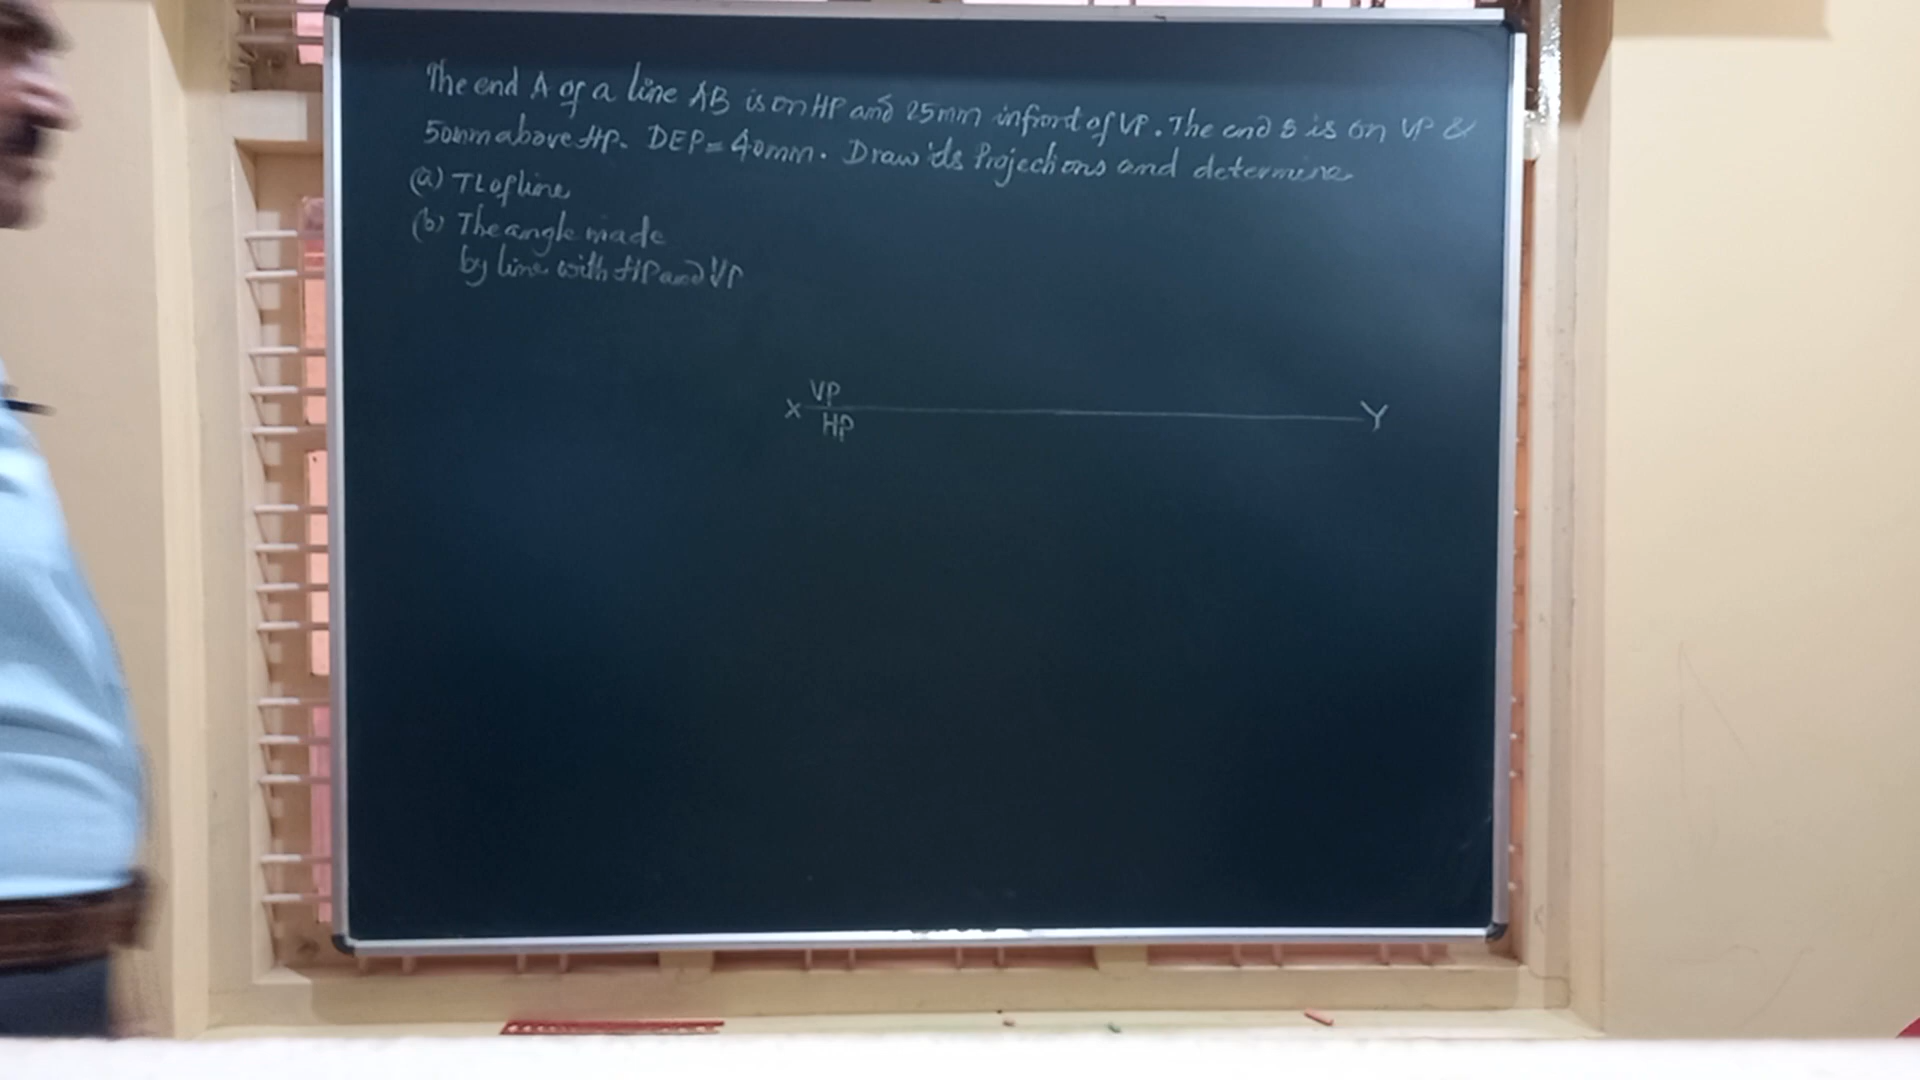 The end A of a line AB is on HP and 25mm infront of VP. The end B is on VP &
50mm above HP. DEP = 40mm. Draw its Projections and determine
(a) TL of line
(b) The angle made
by line with HP and VP
VP
X Y
HP